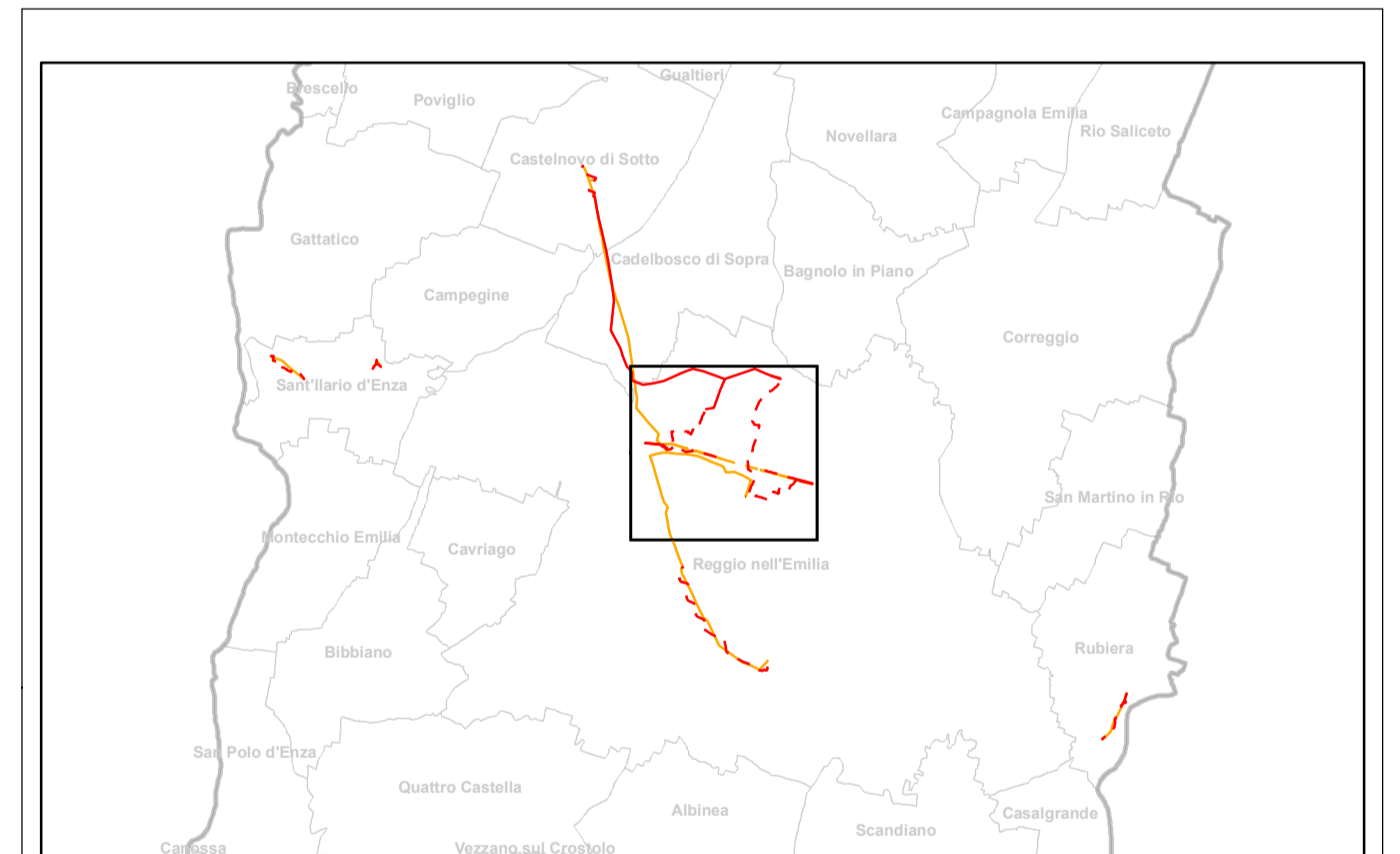 Gualtieri
Brescello
Poviglio
Campagnola Emilia
Rio Saliceto
Novellara
Castelnovo di Sotto
Gattatico
Cadelbosco di Sopra
Bagnolo in Piano
Campegine
Correggio
Sant'Ilario d'Enza
San Martino in Rio
Montecchio Emilia
Cavriago
Reggio nell'Emilia
Bibbiano
Rubiera
San Polo d'Enza
Quattro Castella
Albinea
Casalgrande
Scandiano
Canossa
Vezzano sul Crostolo